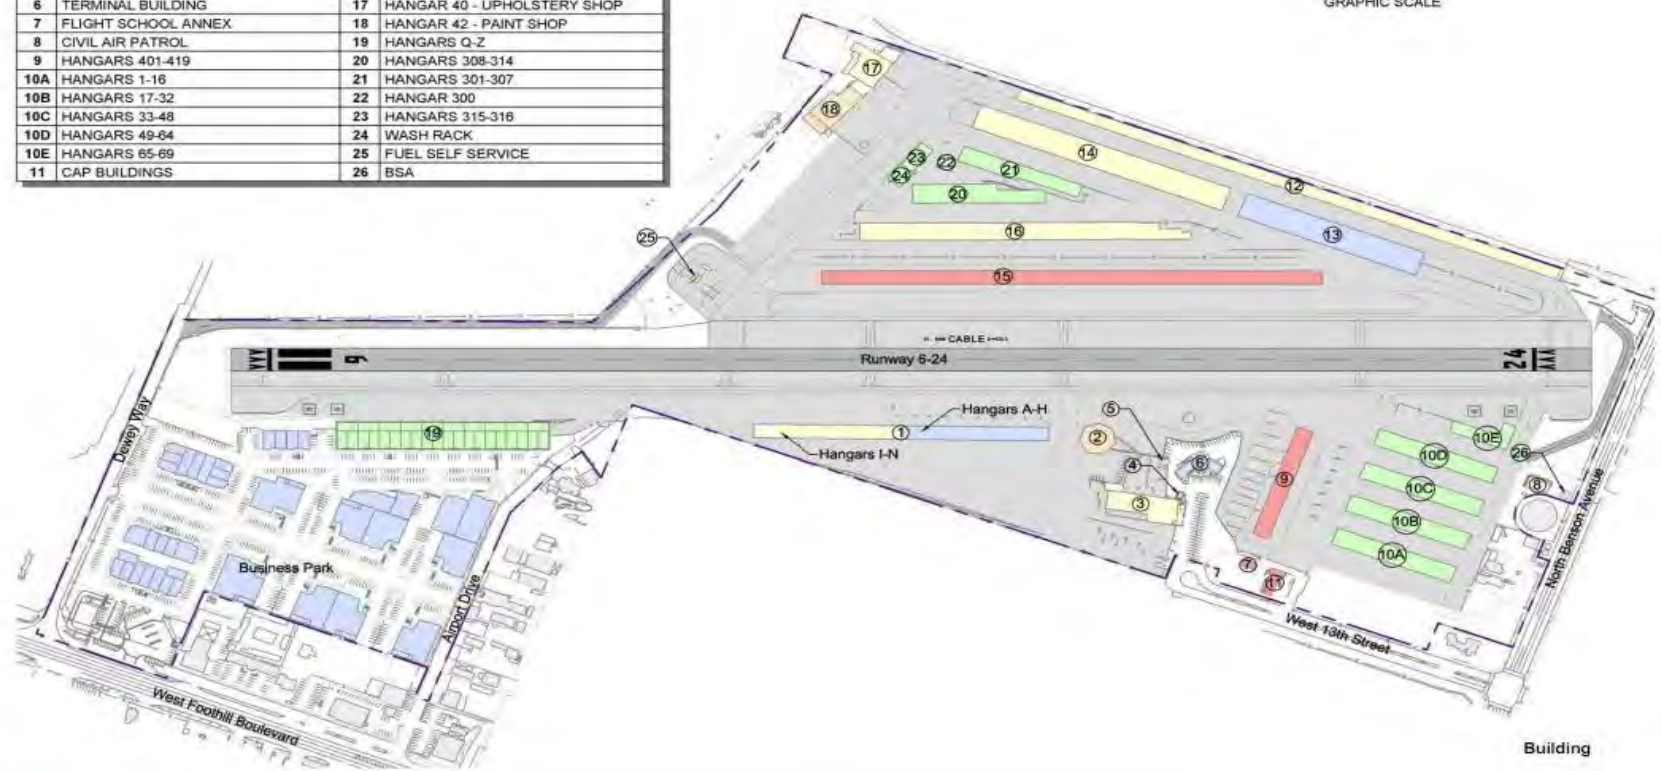 GRAPHIC SCALE
6 TERMINAL BUILDING 17 HANGAR 40 - UPHOLSTERY SHOP
7 FLIGHT SCHOOL ANNEX 18 HANGAR 42 - PAINT SHOP
8 CIVIL AIR PATROL 19 HANGARS Q-Z
9 HANGARS 401-419 20 HANGARS 308-314
10A HANGARS 1-16 21 HANGARS 301-307
10B HANGARS 17-32 22 HANGAR 300
10C HANGARS 33-48 23 HANGARS 315-316
10D HANGARS 49-64 24 WASH RACK
10E HANGARS 65-69 25 FUEL SELF SERVICE
11 CAP BUILDINGS 26 BSA
17
18
14
23
22
21
24
12
20
16
13
25
15
CABLE
6
Runway 6-24
24
Dewey Way
19
1
Hangars A-H
Hangars I-N
5
2
4
6
3
9
10E
10D
26
10C
8
10B
10A
7
11
North Benson Avenue
Business Park
Airport Drive
West 13th Street
West Foothill Boulevard
Building